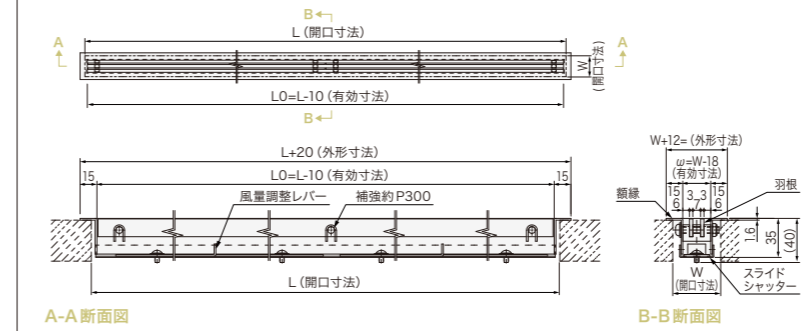 B
L（開口寸法）
A
A
W
（開口寸法）
L0=L-10（有効寸法）
B
L+20（外形寸法）
15
L0=L-10（有効寸法）
15
風量調整レバー
補強約P300
L（開口寸法）
A-A断面図
W+12=（外形寸法）
ω=W-18
（有効寸法）
15
3
3
15
6
7
6
額縁
羽根
1.6
35
(40)
W
（開口寸法）
スライド
シャッター
B-B断面図